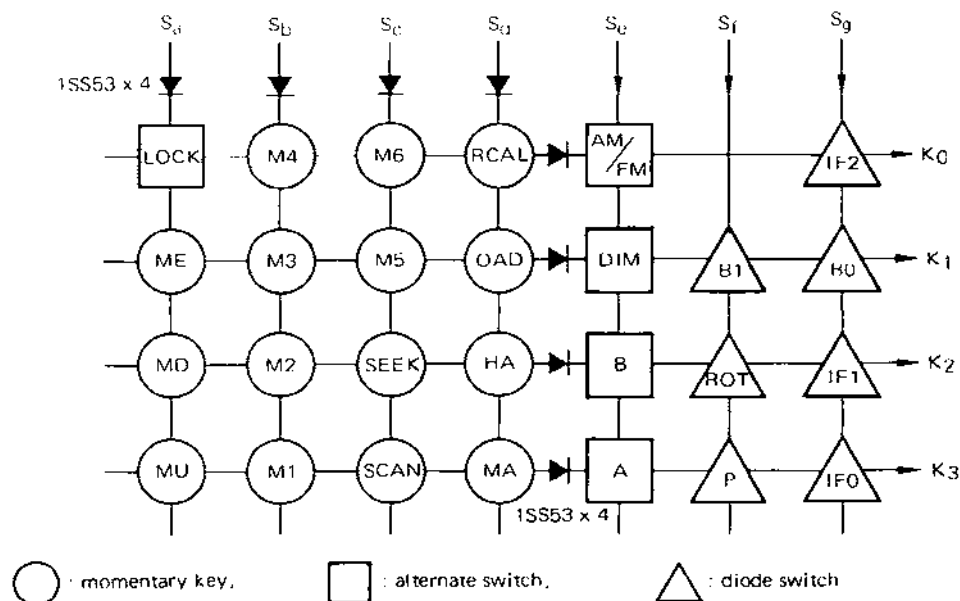 Sa Sb Sc Sd Se Sf Sg
1SS53 x 4
LOCK M4 M6 RCAL AM/FM IF2 K0
ME M3 M5 OAD DIM B1 B0 K1
MD M2 SEEK HA B ROT IF1 K2
MU M1 SCAN MA A P IF0 K3
1SS53 x 4
: momentary key, : alternate switch, : diode switch